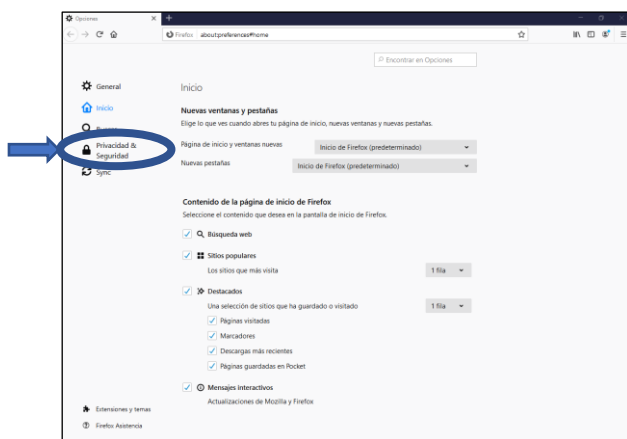 Opciones
Firefox about:preferences#home
Encontrar en Opciones
General
Inicio
Privacidad &
Seguridad
Sync
Inicio
Nuevas ventanas y pestañas
Elige lo que ves cuando abres tu página de inicio, nuevas ventanas y nuevas pestañas.
Página de inicio y ventanas nuevas Inicio de Firefox (predeterminado)
Nuevas pestañas Inicio de Firefox (predeterminado)
Contenido de la página de inicio de Firefox
Seleccione el contenido que desea en la pantalla de inicio de Firefox.
Búsqueda web
Sitios populares
Los sitios que más visita 1 fila
Destacados
Una selección de sitios que ha guardado o visitado 1 fila
Páginas visitadas
Marcadores
Descargas más recientes
Páginas guardadas en Pocket
Mensajes interactivos
Actualizaciones de Mozilla y Firefox
Extensiones y temas
Firefox Asistencia